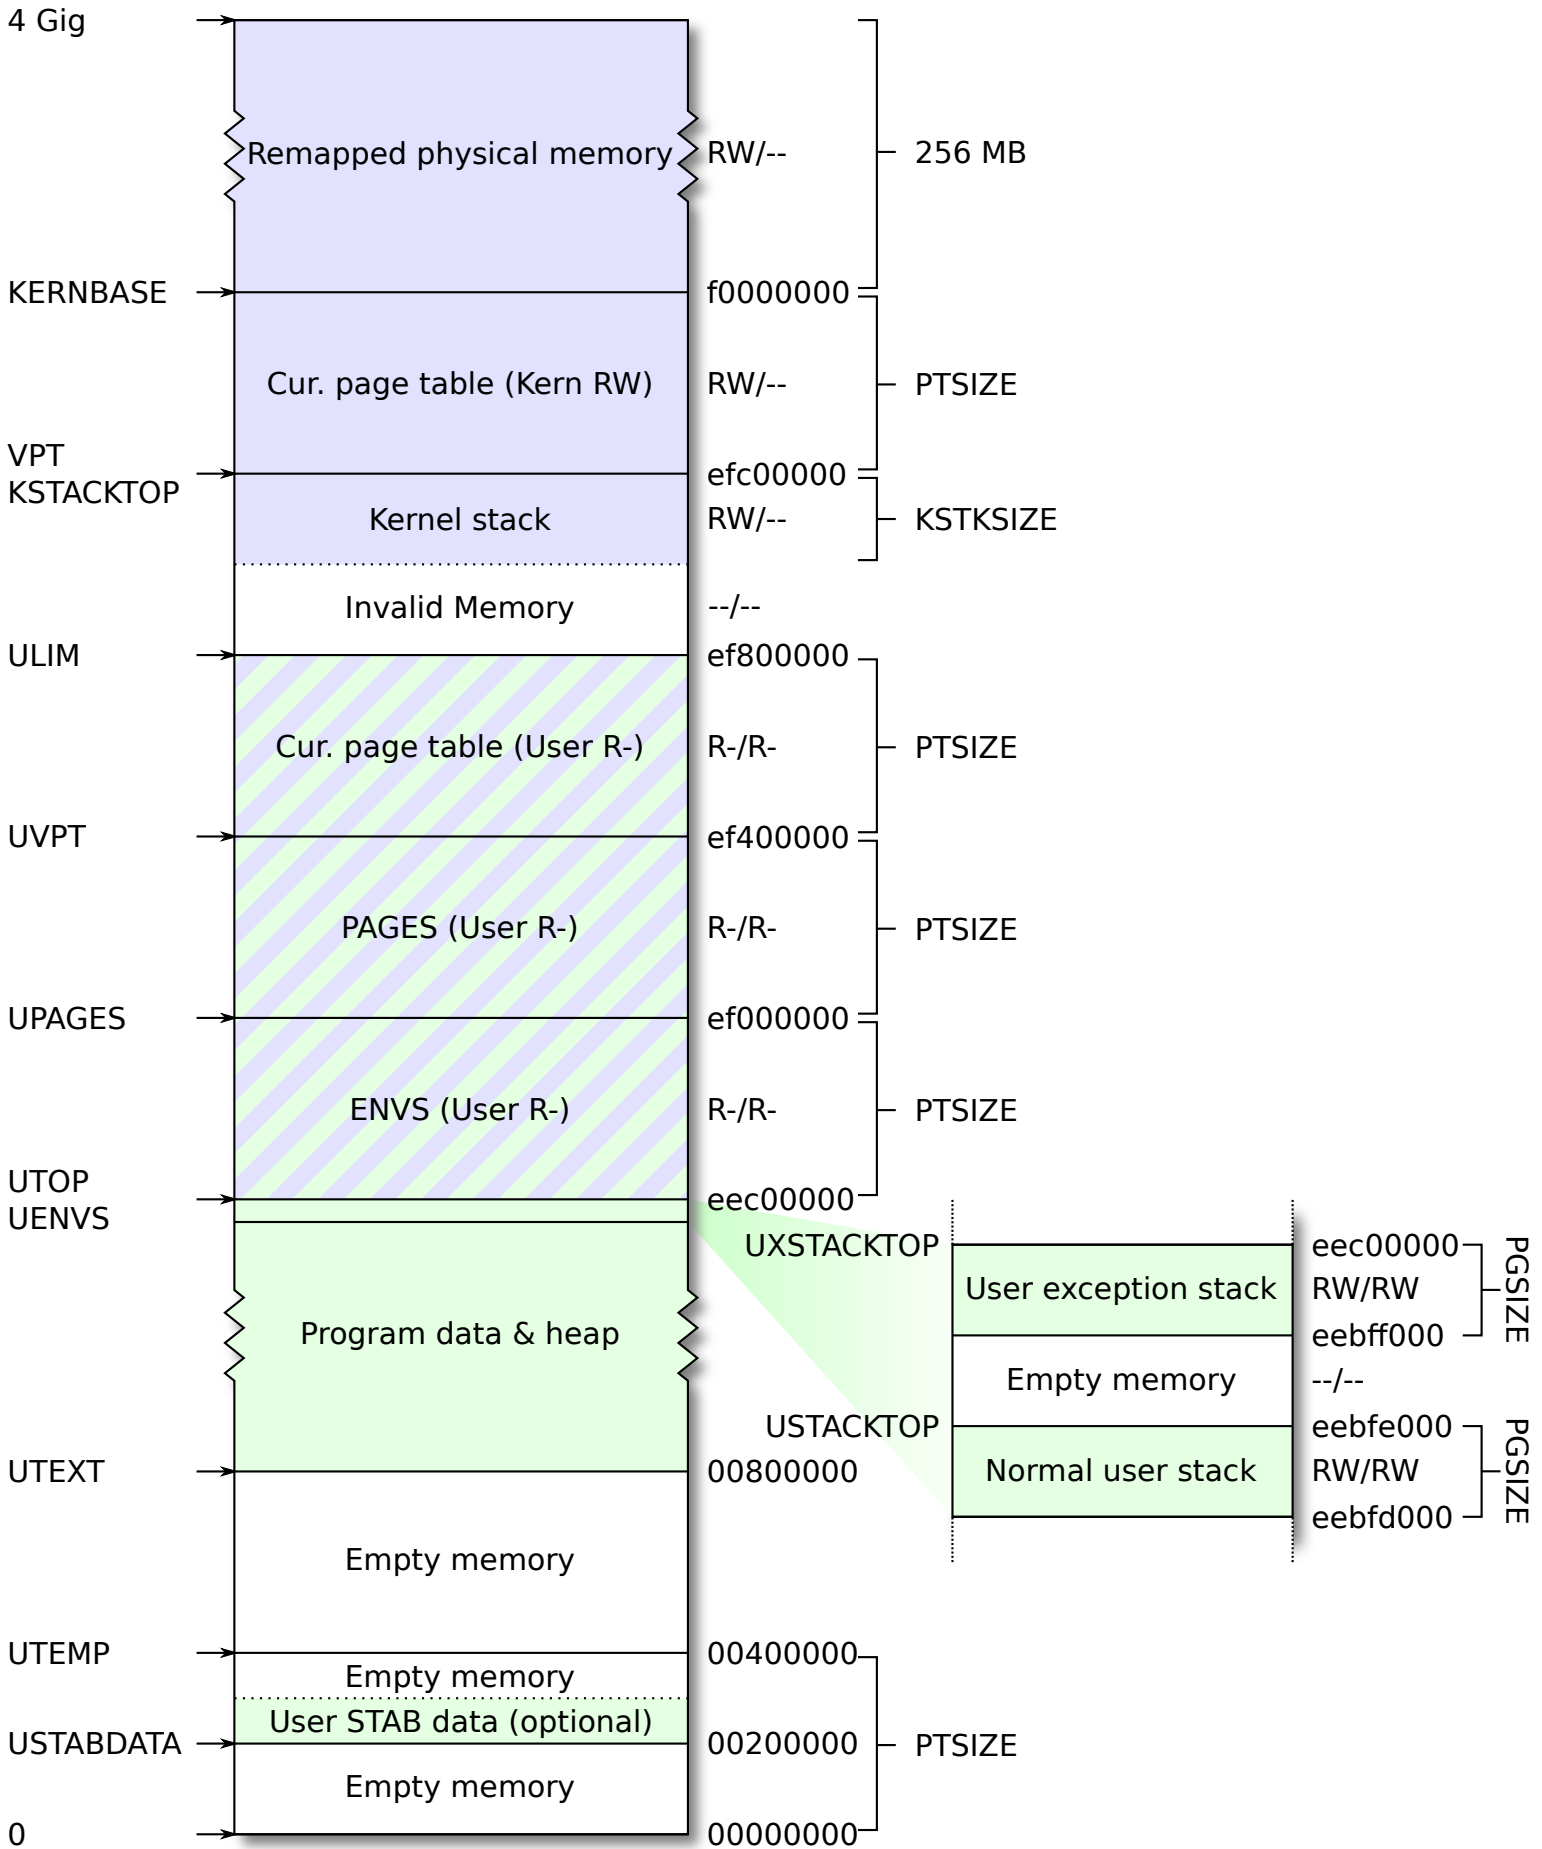 4 Gig
Remapped physical memory RW/-- 256 MB
KERNBASE f0000000
Cur. page table (Kern RW) RW/-- PTSIZE
VPT
KSTACKTOP efc00000
Kernel stack RW/-- KSTKSIZE
Invalid Memory --/--
ULIM ef800000
Cur. page table (User R-) R-/R- PTSIZE
UVPT ef400000
PAGES (User R-) R-/R- PTSIZE
UPAGES ef000000
ENVS (User R-) R-/R- PTSIZE
UTOP
UENVS eec00000
Program data & heap
UTEXT 00800000
Empty memory
UTEMP 00400000
Empty memory
User STAB data (optional)
USTABDATA 00200000 PTSIZE
Empty memory
0 00000000
UXSTACKTOP eec00000
User exception stack RW/RW PGSIZE
eebff000
Empty memory --/--
USTACKTOP eebfe000
Normal user stack RW/RW PGSIZE
eebfd000